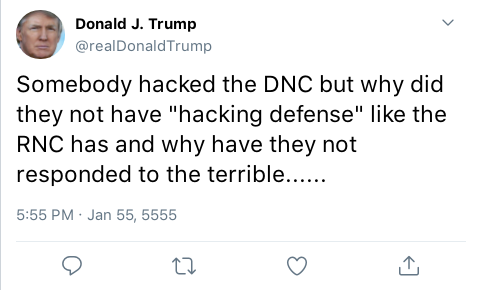 Donald J. Trump
@realDonaldTrump
Somebody hacked the DNC but why did
they not have "hacking defense" like the
RNC has and why have they not
responded to the terrible......
5:55 PM · Jan 55, 5555